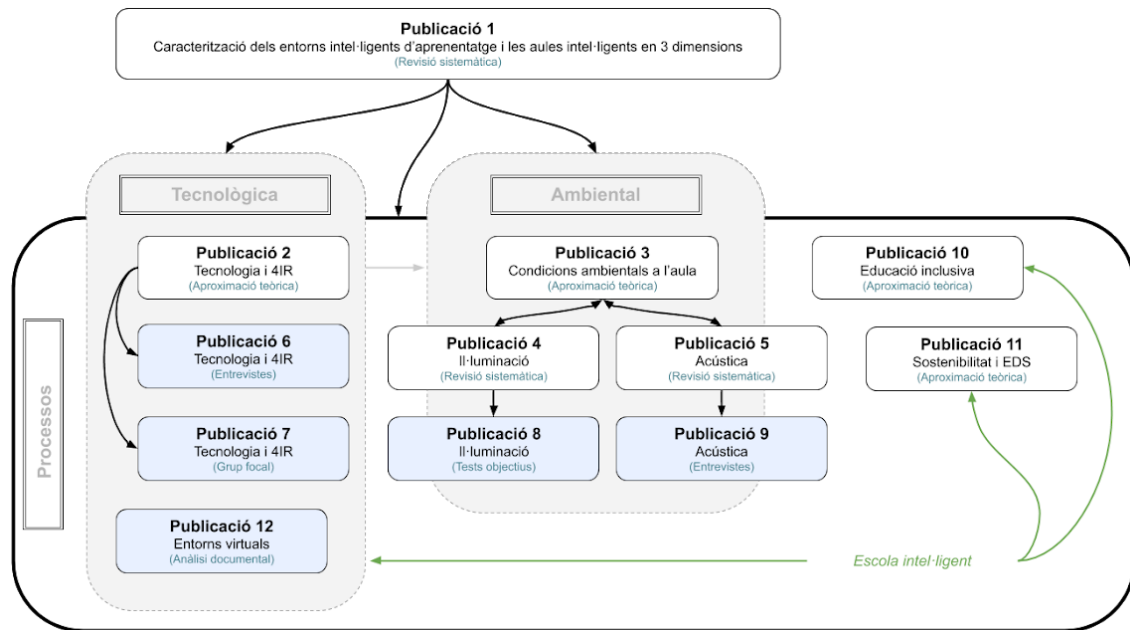 Publicació 1
Caracterització dels entorns intel·ligents d'aprenentatge i les aules intel·ligents en 3 dimensions
(Revisió sistemàtica)
Tecnològica
Ambiental
Processos
Publicació 2
Tecnologia i 4IR
(Aproximació teòrica)
Publicació 3
Condicions ambientals a l'aula
(Aproximació teòrica)
Publicació 10
Educació inclusiva
(Aproximació teòrica)
Publicació 6
Tecnologia i 4IR
(Entrevistes)
Publicació 4
Il·luminació
(Revisió sistemàtica)
Publicació 5
Acústica
(Revisió sistemàtica)
Publicació 11
Sostenibilitat i EDS
(Aproximació teòrica)
Publicació 7
Tecnologia i 4IR
(Grup focal)
Publicació 8
Il·luminació
(Tests objectius)
Publicació 9
Acústica
(Entrevistes)
Publicació 12
Entorns virtuals
(Anàlisi documental)
Escola intel·ligent